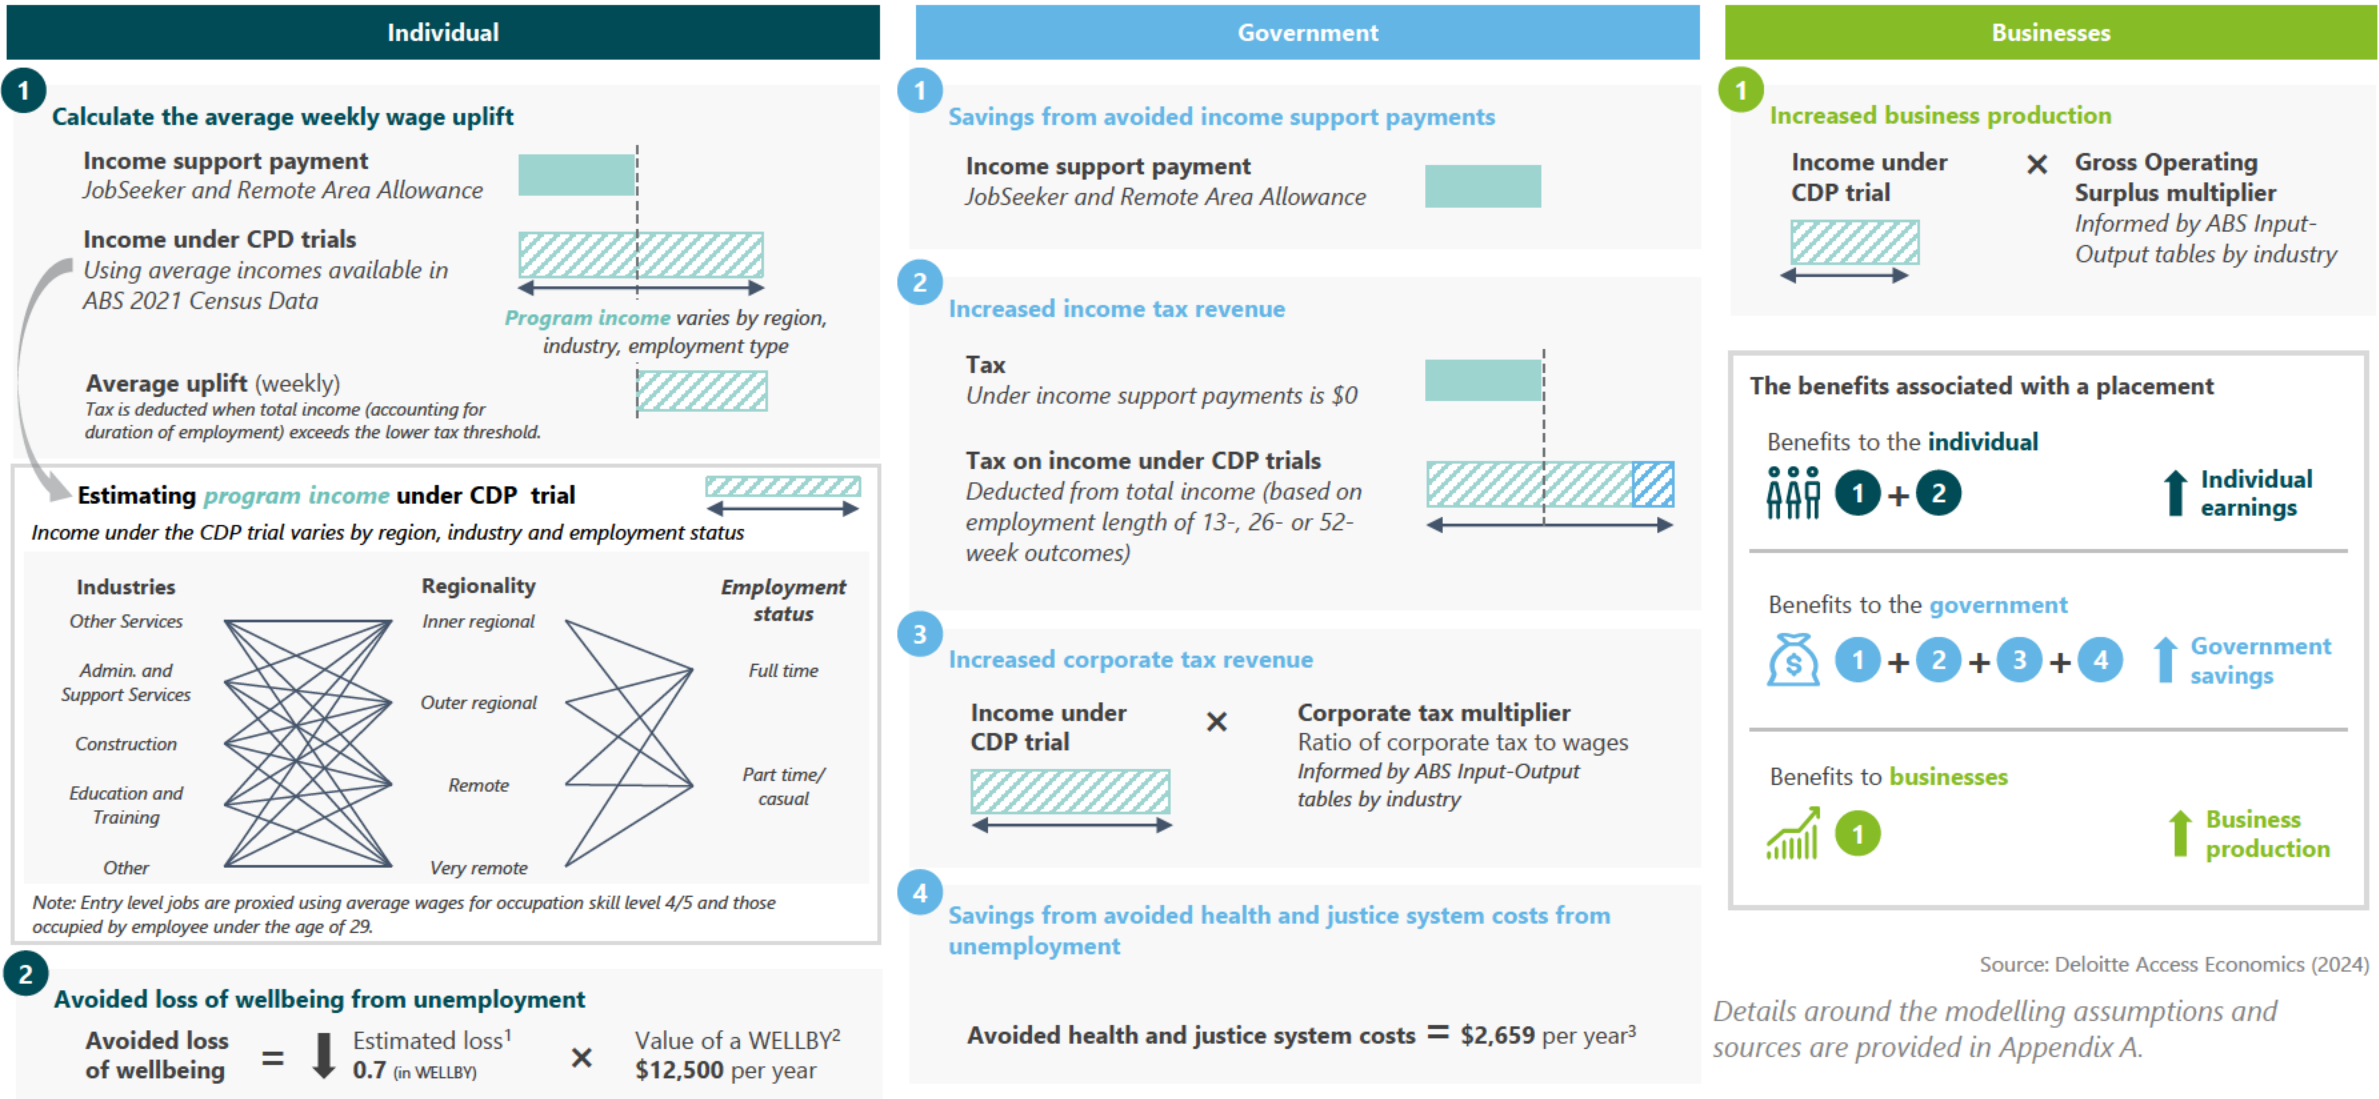 Individual
1
Calculate the average weekly wage uplift
Income support payment
JobSeeker and Remote Area Allowance
Income under CPD trials
Using average incomes available in
ABS 2021 Census Data
Program income varies by region,
industry, employment type
Average uplift (weekly)
Tax is deducted when total income (accounting for
duration of employment) exceeds the lower tax threshold.
Estimating program income under CDP trial
Income under the CDP trial varies by region, industry and employment status
Industries
Other Services
Admin. and
Support Services
Construction
Education and
Training
Other
Regionality
Inner regional
Outer regional
Remote
Very remote
Employment
status
Full time
Part time/
casual
Note: Entry level jobs are proxied using average wages for occupation skill level 4/5 and those
occupied by employee under the age of 29.
2
Avoided loss of wellbeing from unemployment
Avoided loss
of wellbeing
=
Estimated loss¹
0.7 (in WELLBY)
×
Value of a WELLBY²
$12,500 per year
Government
1
Savings from avoided income support payments
Income support payment
JobSeeker and Remote Area Allowance
2
Increased income tax revenue
Tax
Under income support payments is $0
Tax on income under CDP trials
Deducted from total income (based on
employment length of 13-, 26- or 52-
week outcomes)
3
Increased corporate tax revenue
Income under
CDP trial
×
Corporate tax multiplier
Ratio of corporate tax to wages
Informed by ABS Input-Output
tables by industry
4
Savings from avoided health and justice system costs from
unemployment
Avoided health and justice system costs = $2,659 per year³
Businesses
1
Increased business production
Income under
CDP trial
×
Gross Operating
Surplus multiplier
Informed by ABS Input-
Output tables by industry
The benefits associated with a placement
Benefits to the individual
1 + 2
Individual
earnings
Benefits to the government
$
1 + 2 + 3 + 4
Government
savings
Benefits to businesses
1
Business
production
Source: Deloitte Access Economics (2024)
Details around the modelling assumptions and
sources are provided in Appendix A.